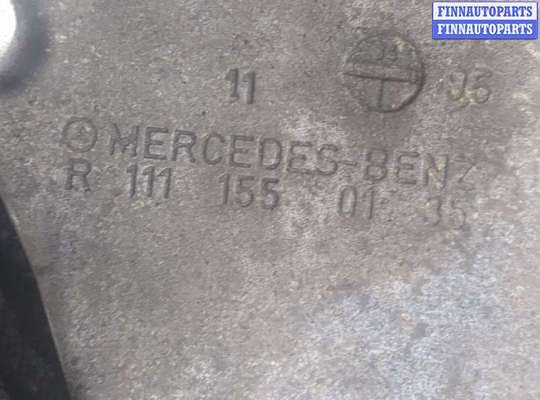 FINNAUTOPARTS
FINNAUTOPARTS
11 95
MERCEDES-BENZ
R 111 155 01 35